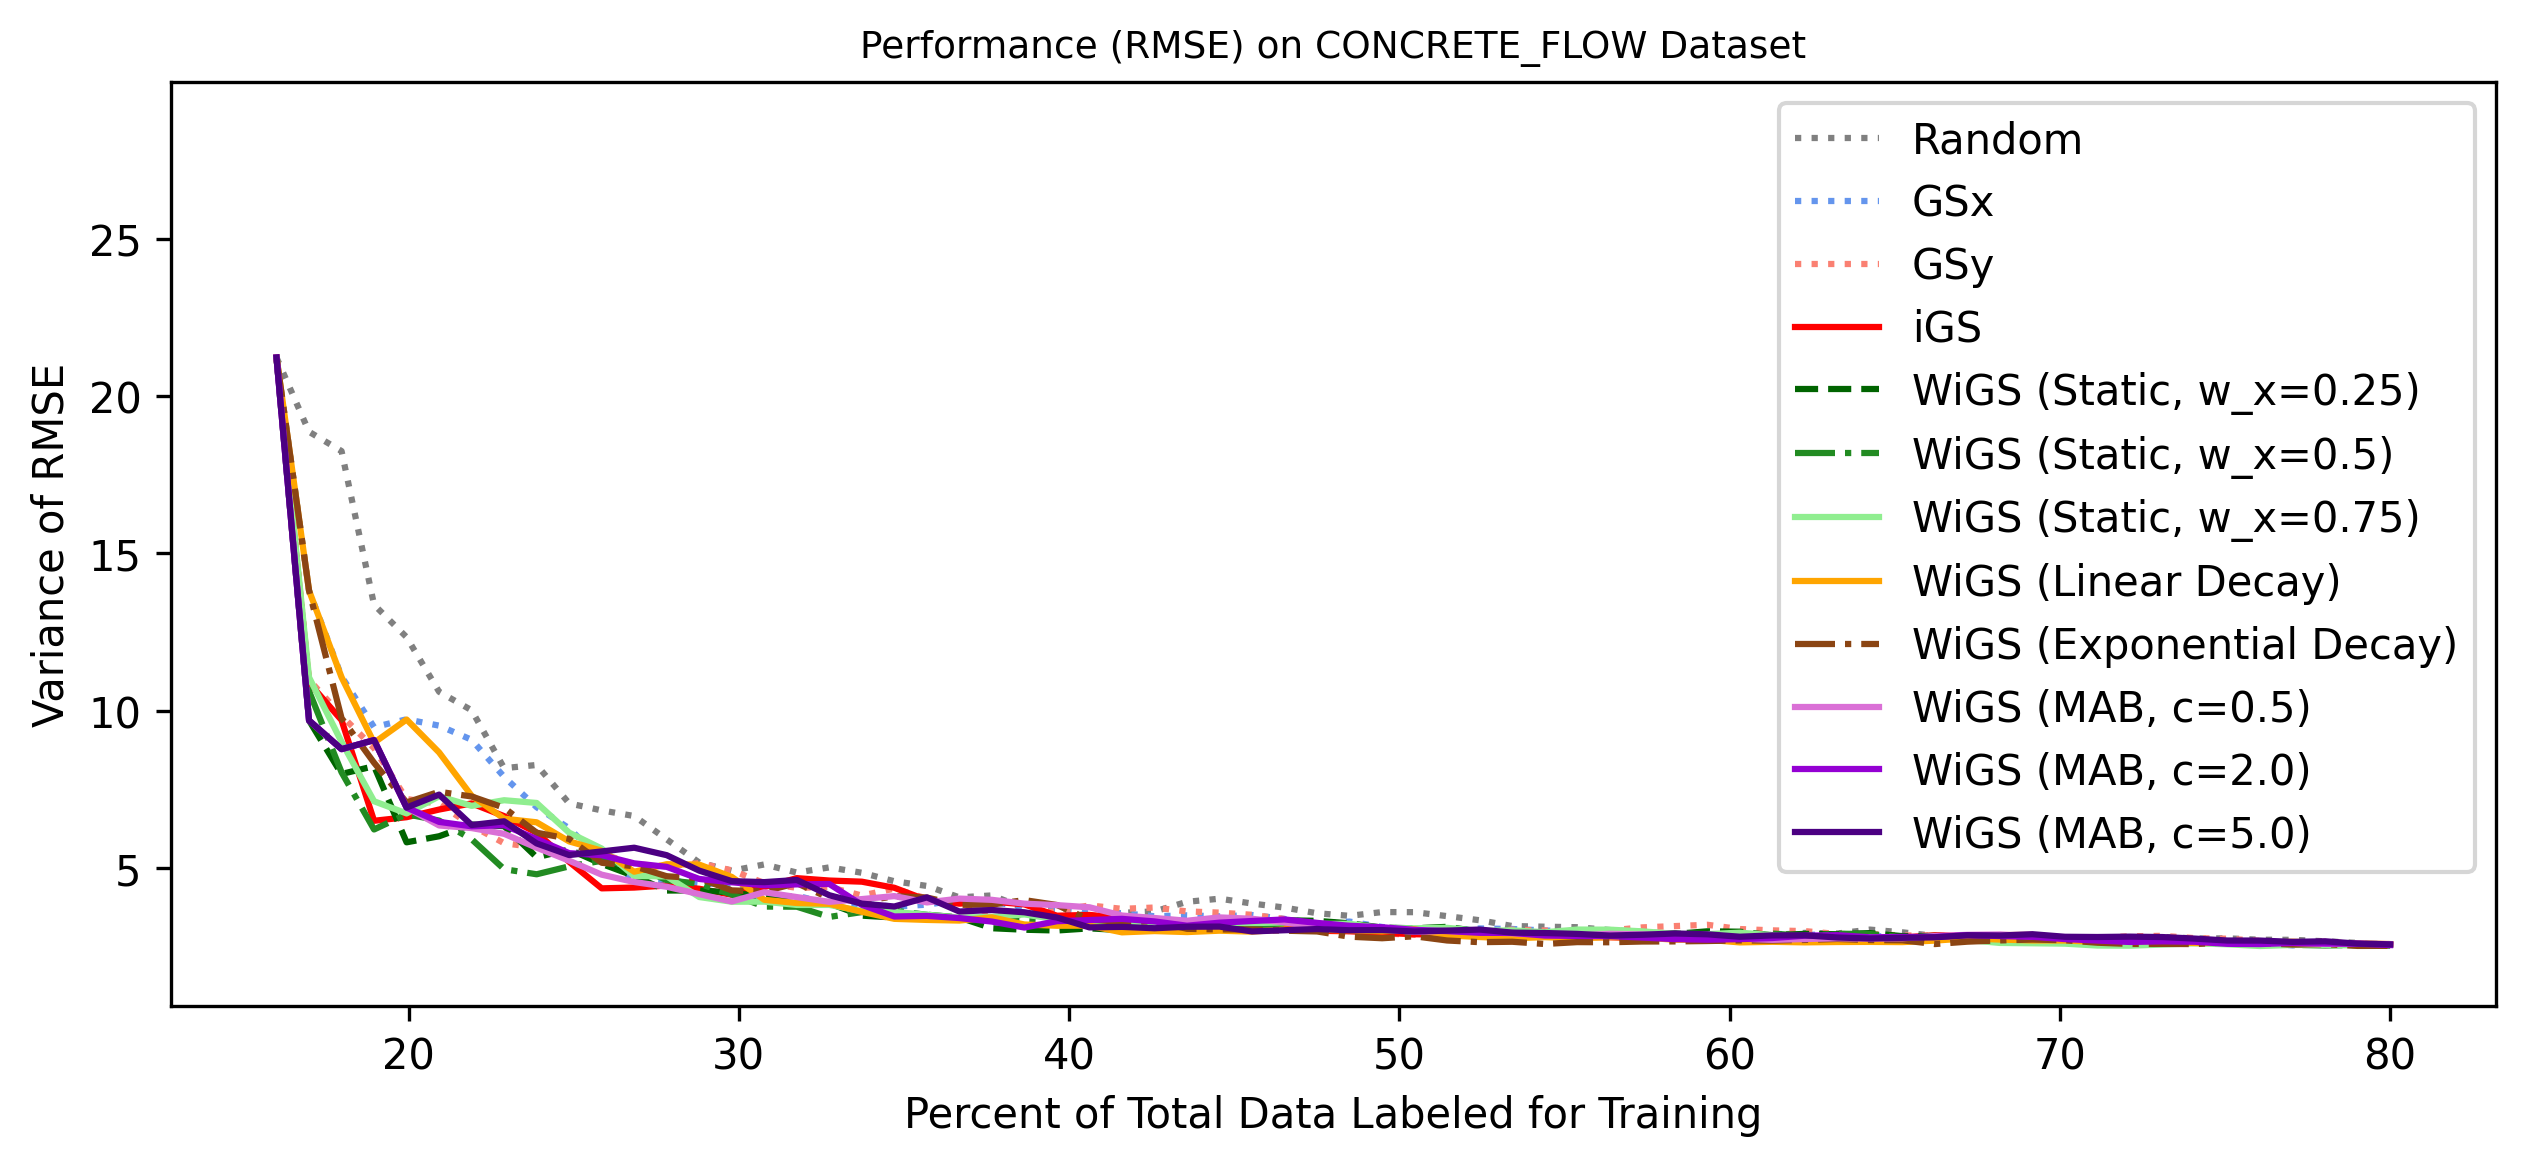 Performance (RMSE) on CONCRETE_FLOW Dataset
Variance of RMSE
25
20
15
10
5
Random
GSx
GSy
iGS
WiGS (Static, w_x=0.25)
WiGS (Static, w_x=0.5)
WiGS (Static, w_x=0.75)
WiGS (Linear Decay)
WiGS (Exponential Decay)
WiGS (MAB, c=0.5)
WiGS (MAB, c=2.0)
WiGS (MAB, c=5.0)
20 30 40 50 60 70 80
Percent of Total Data Labeled for Training